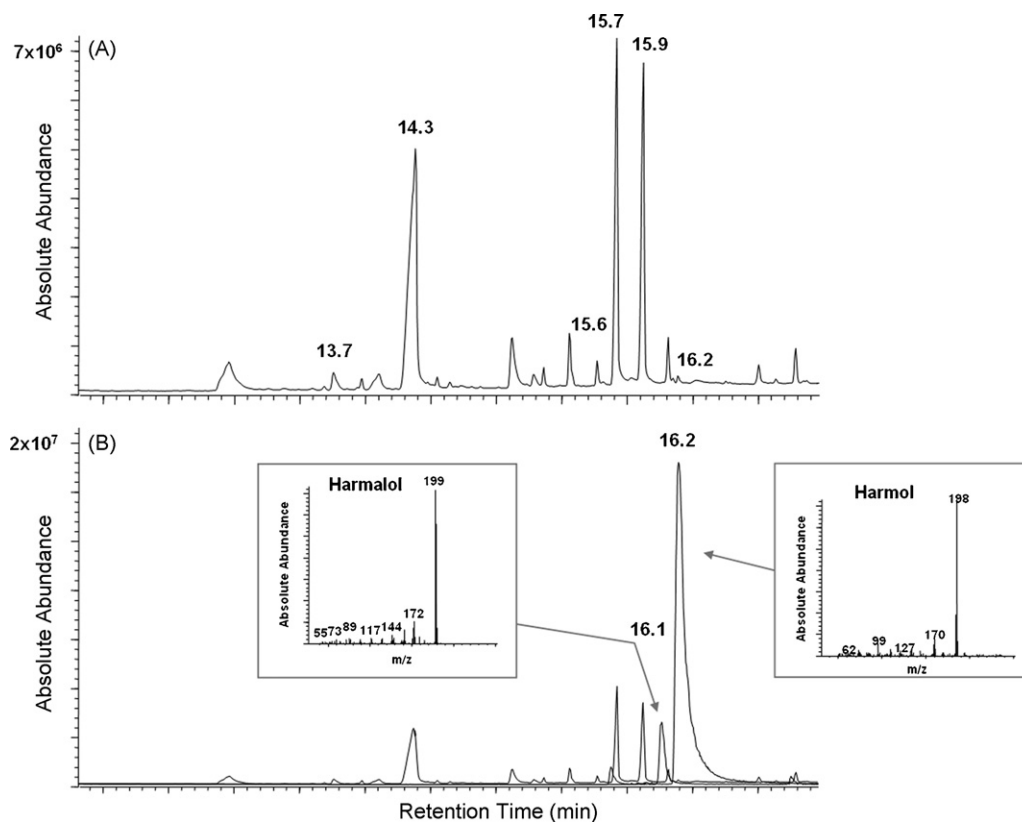 (A)
7x10⁶
Absolute Abundance
13.7
14.3
15.6
15.7
15.9
16.2
(B)
2x10⁷
Absolute Abundance
16.1
16.2
Harmalol
Absolute Abundance
55
73
89
117
144
172
199
m/z
Harmol
Absolute Abundance
62
99
127
170
198
m/z
Retention Time (min)